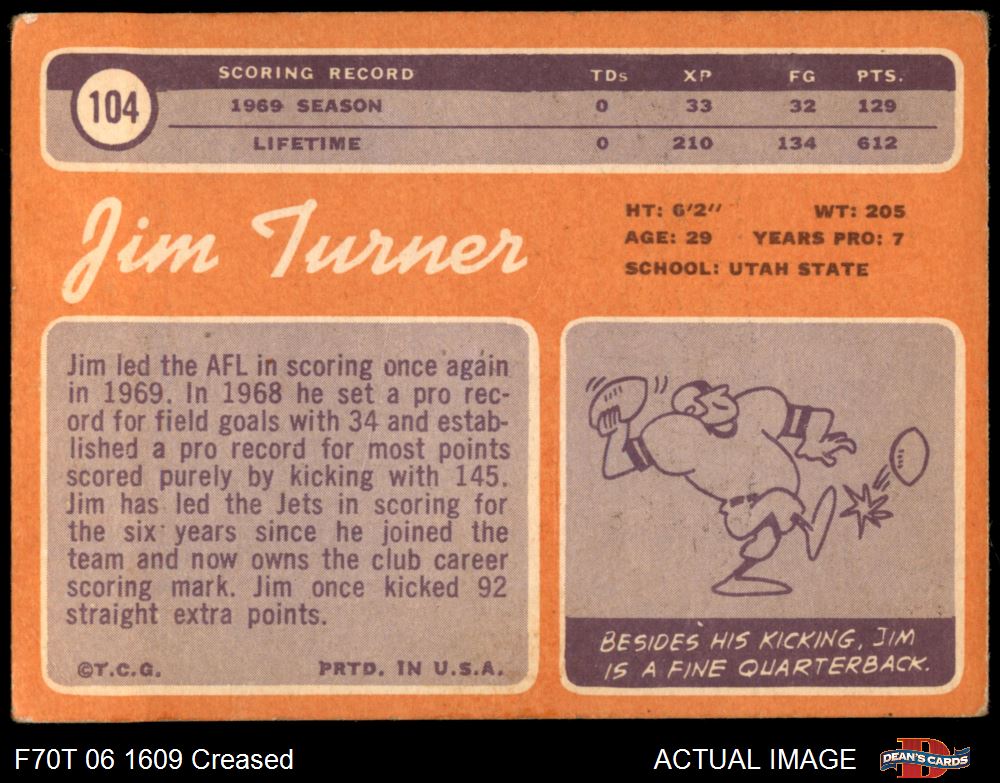 104
SCORING RECORD TDs XP FG PTS.
1969 SEASON 0 33 32 129
LIFETIME 0 210 134 612
Jim Turner
HT: 6'2" WT: 205
AGE: 29 YEARS PRO: 7
SCHOOL: UTAH STATE
Jim led the AFL in scoring once again
in 1969. In 1968 he set a pro rec-
ord for field goals with 34 and estab-
lished a pro record for most points
scored purely by kicking with 145.
Jim has led the Jets in scoring for
the six years since he joined the
team and now owns the club career
scoring mark. Jim once kicked 92
straight extra points.
©T.C.G. PRTD. IN U.S.A.
BESIDES HIS KICKING, JIM
IS A FINE QUARTERBACK.
F70T 06 1609 Creased
ACTUAL IMAGE
DEAN'S CARDS